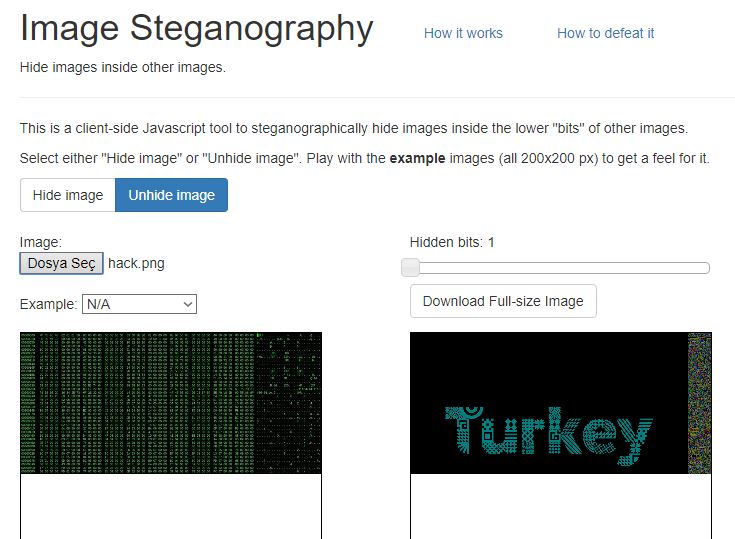 Image Steganography How it works How to defeat it
Hide images inside other images.
This is a client-side Javascript tool to steganographically hide images inside the lower "bits" of other images.
Select either "Hide image" or "Unhide image". Play with the example images (all 200x200 px) to get a feel for it.
Hide image Unhide image
Image: Hidden bits: 1
Dosya Seç hack.png
Example: N/A Download Full-size Image
Turkey